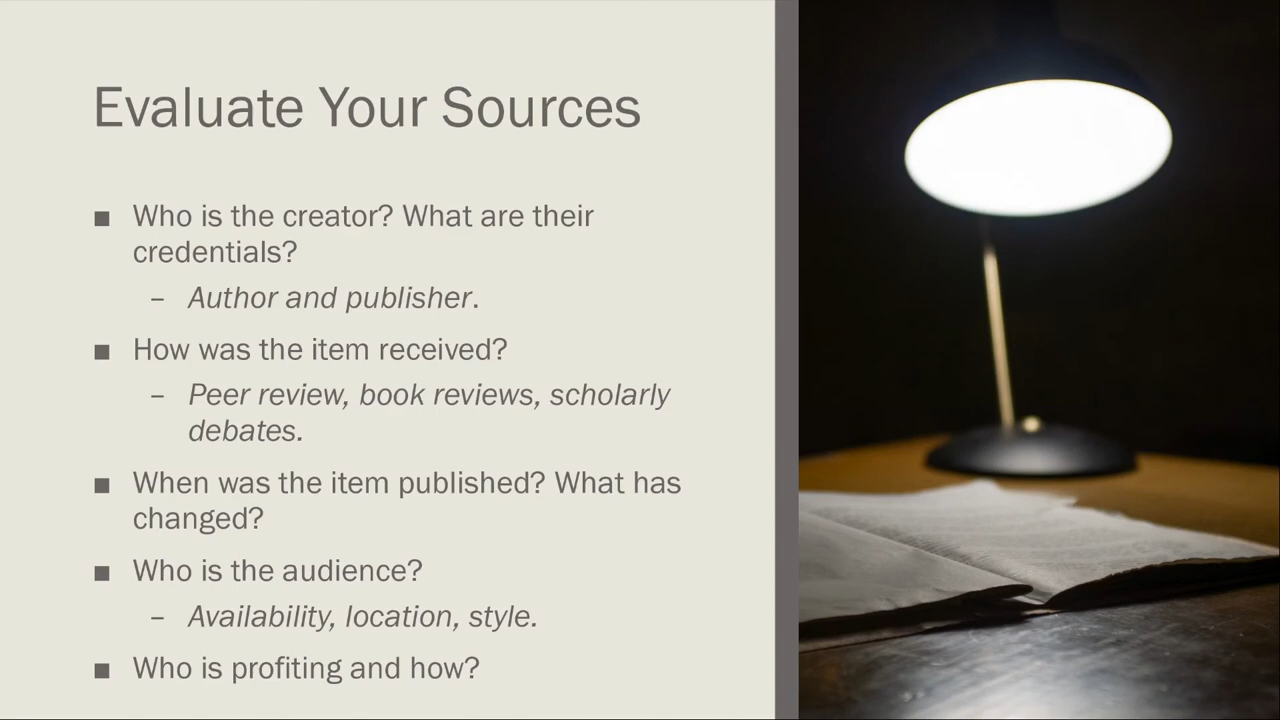 Evaluate Your Sources
■ Who is the creator? What are their
credentials?
– Author and publisher.
■ How was the item received?
– Peer review, book reviews, scholarly
debates.
■ When was the item published? What has
changed?
■ Who is the audience?
– Availability, location, style.
■ Who is profiting and how?